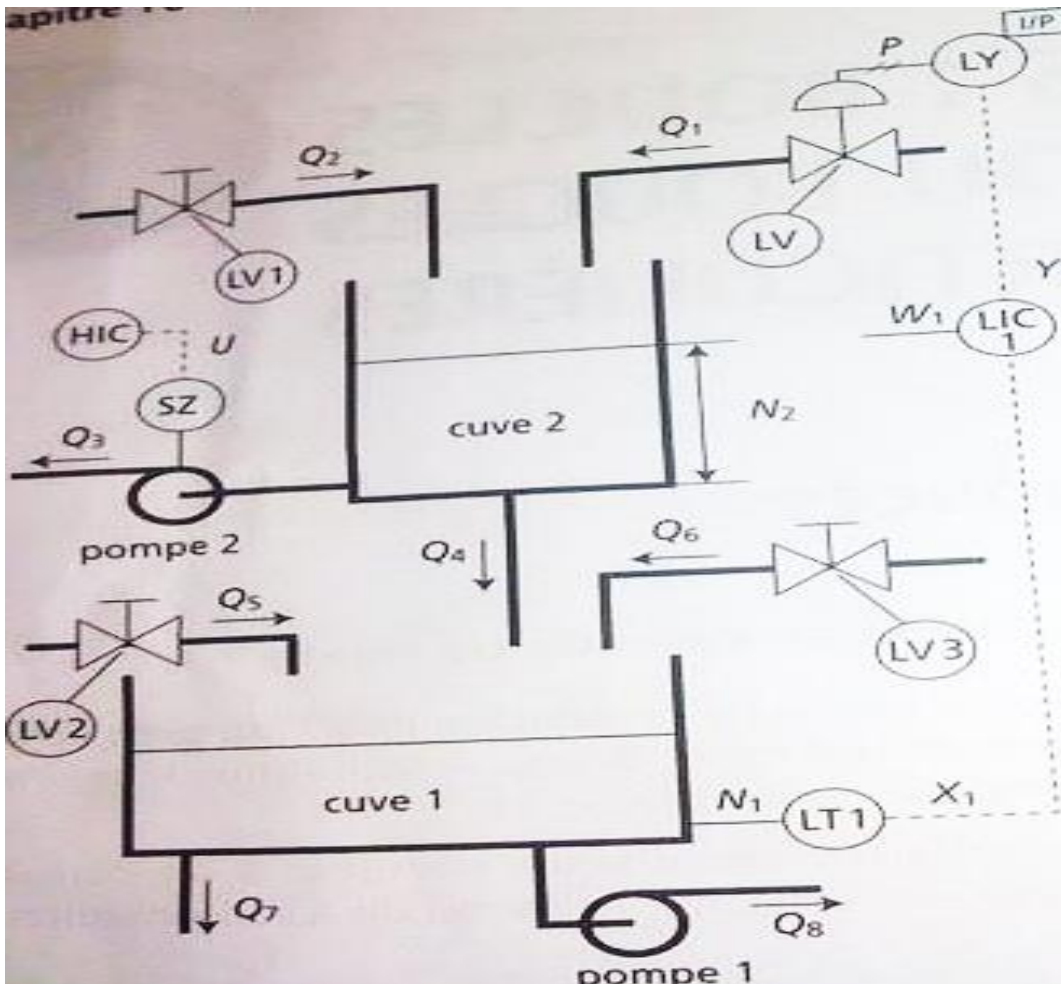 apitre
I/P
P
LY
Q2
Q1
LV1
LV
Y
HIC
U
W1
LIC
1
SZ
N2
cuve 2
Q3
pompe 2
Q4
Q6
Q5
LV3
LV2
cuve 1
N1
LT1
X1
Q7
Q8
pompe 1